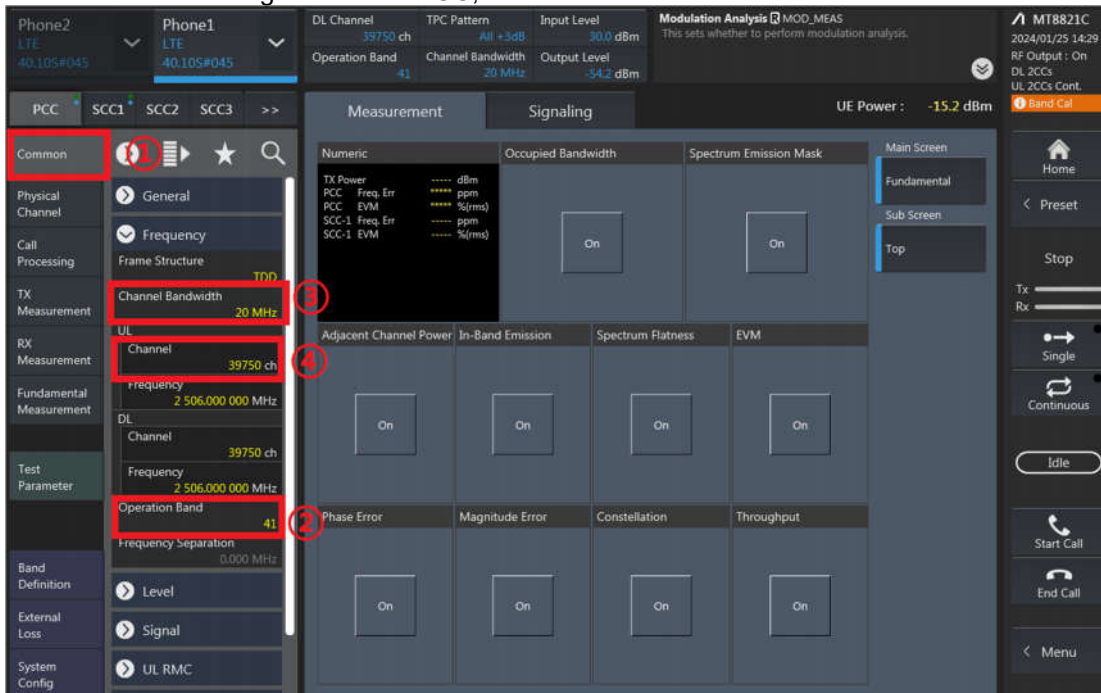 Phone2
LTE
40.10S#045
Phone1
LTE
40.10S#045
DL Channel
39750 ch
TPC Pattern
All +3dB
Input Level
30.0 dBm
Operation Band
41
Channel Bandwidth
20 MHz
Output Level
-54.2 dBm
Modulation Analysis R MOD_MEAS
This sets whether to perform modulation analysis.
MT8821C
2024/01/25 14:29
RF Output : On
DL 2CCs
UL 2CCs Cont.
Band Cal
PCC SCC1 SCC2 SCC3 >>
Measurement
Signaling
UE Power : -15.2 dBm
Common
①
Physical
Channel
Call
Processing
TX
Measurement
RX
Measurement
Fundamental
Measurement
Test
Parameter
Band
Definition
External
Loss
System
Config
General
Frequency
Frame Structure
TDD
Channel Bandwidth
20 MHz
③
UL
Channel
39750 ch
④
Frequency
2 506.000 000 MHz
DL
Channel
39750 ch
Frequency
2 506.000 000 MHz
Operation Band
41
②
Frequency Separation
0.000 MHz
Level
Signal
UL RMC
Numeric
TX Power ----- dBm
PCC Freq. Err ***** ppm
PCC EVM ***** %(rms)
SCC-1 Freq. Err ----- ppm
SCC-1 EVM ----- %(rms)
Occupied Bandwidth
On
Spectrum Emission Mask
On
Adjacent Channel Power
On
In-Band Emission
On
Spectrum Flatness
On
EVM
On
Phase Error
On
Magnitude Error
On
Constellation
On
Throughput
On
Main Screen
Fundamental
Sub Screen
Top
Home
< Preset
Stop
Tx
Rx
Single
Continuous
Idle
Start Call
End Call
< Menu